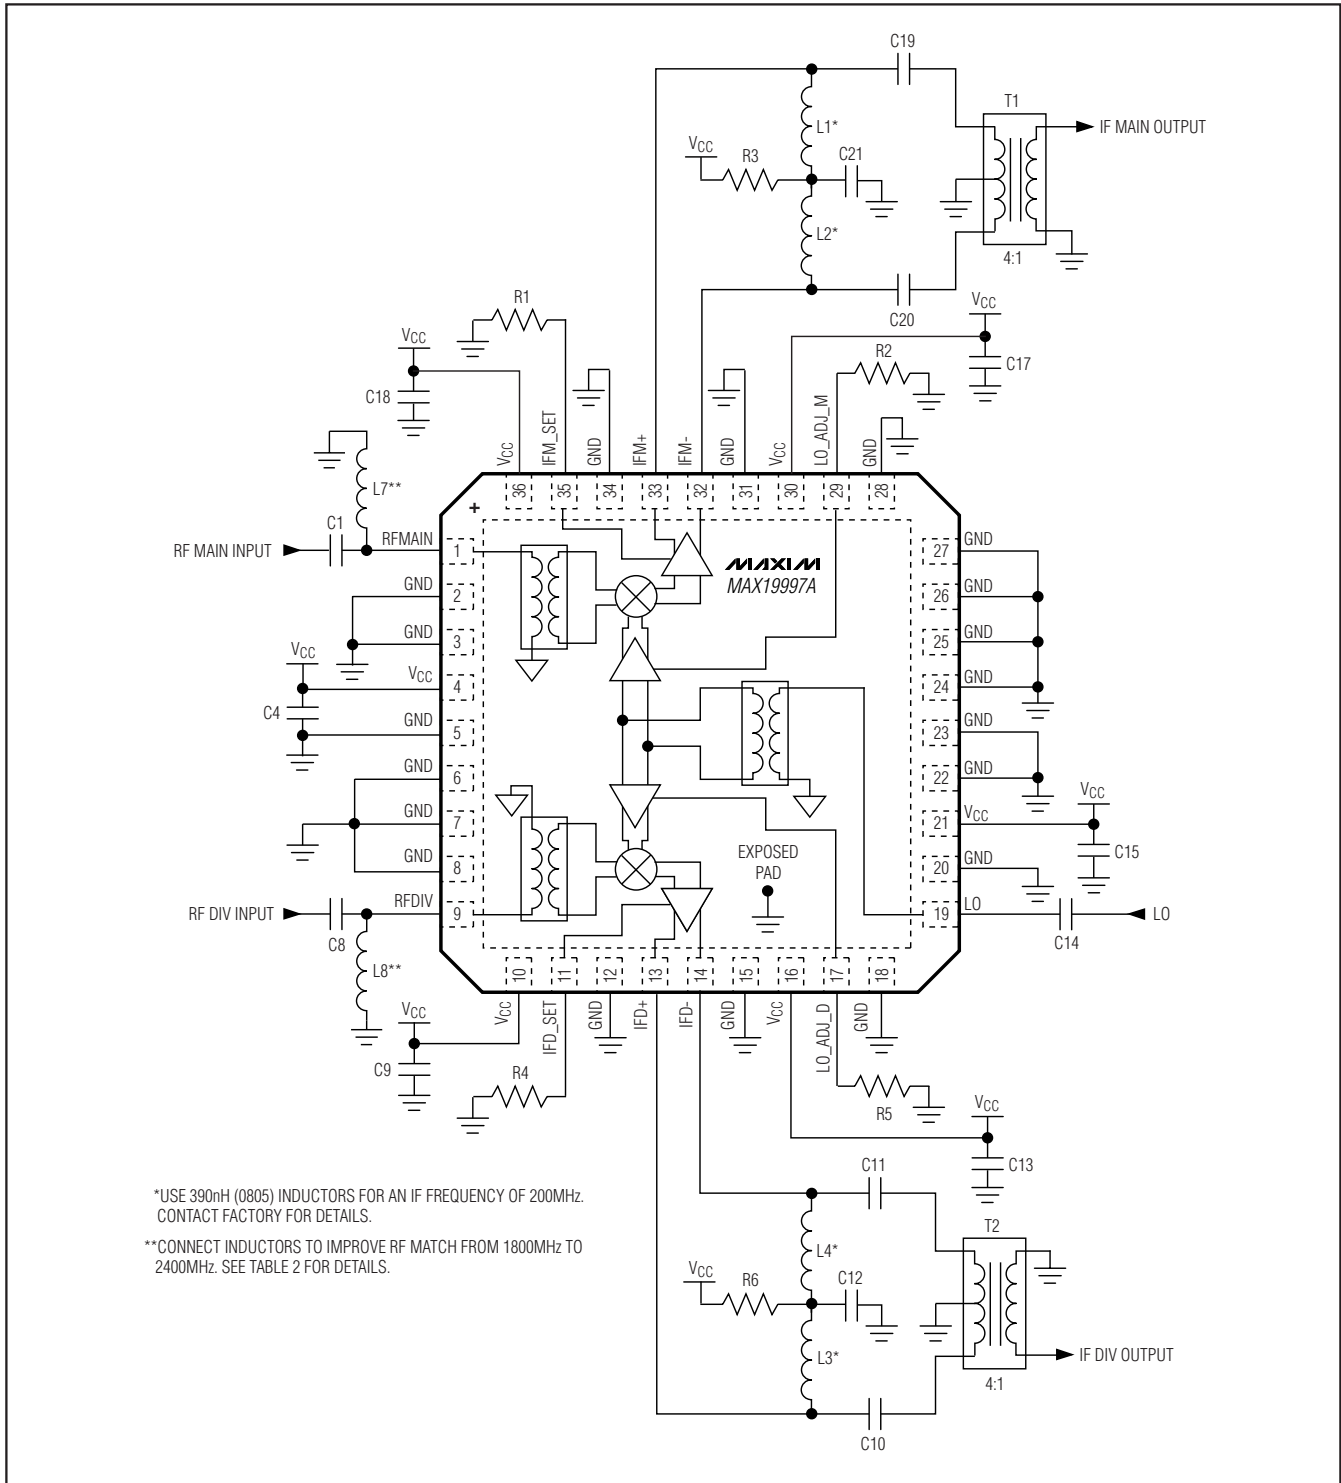 C19
T1
L1*
IF MAIN OUTPUT
VCC
R3
C21
L2*
4:1
C20
VCC
R1
VCC
R2
C17
C18
VCC
IFM_SET
GND
IFM+
IFM-
GND
VCC
LO_ADJ_M
GND
36
35
34
33
32
31
30
29
28
L7**
+
C1
RF MAIN INPUT
RFMAIN
1
MAXIM
MAX19997A
27
GND
GND
2
26
GND
GND
3
25
GND
VCC
VCC
4
24
GND
C4
GND
5
23
GND
GND
6
22
GND
VCC
GND
7
21
VCC
C15
GND
8
EXPOSED
PAD
20
GND
RF DIV INPUT
RFDIV
9
19
LO
LO
C8
C14
L8**
10
11
12
13
14
15
16
17
18
VCC
IFD_SET
GND
IFD+
IFD-
GND
VCC
LO_ADJ_D
GND
VCC
C9
R4
R5
VCC
C13
C11
*USE 390nH (0805) INDUCTORS FOR AN IF FREQUENCY OF 200MHz.
CONTACT FACTORY FOR DETAILS.
T2
**CONNECT INDUCTORS TO IMPROVE RF MATCH FROM 1800MHz TO
2400MHz. SEE TABLE 2 FOR DETAILS.
L4*
VCC
R6
C12
L3*
IF DIV OUTPUT
4:1
C10